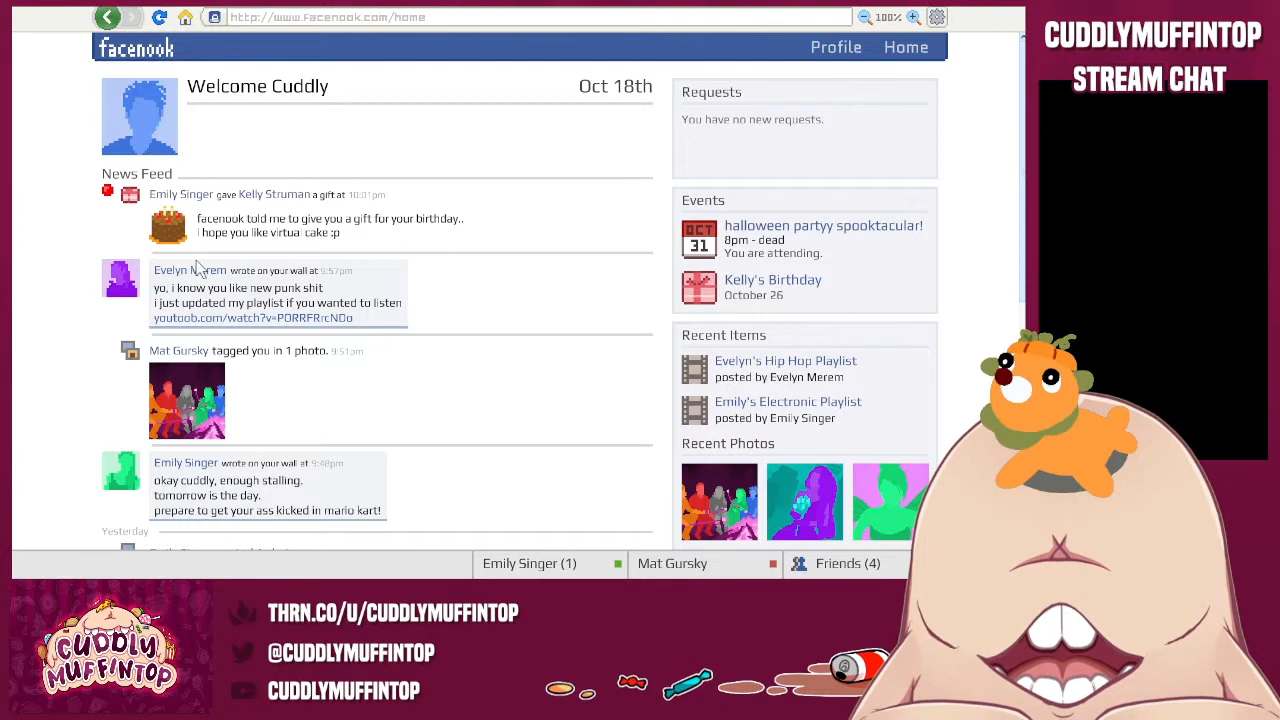 http://www.Facenook.com/home
100%
facenook
Profile
Home
Welcome Cuddly
Oct 18th
News Feed
Emily Singer gave Kelly Struman a gift at 10:01pm
facenook told me to give you a gift for your birthday..
i hope you like virtual cake :p
Evelyn Merem wrote on your wall at 9:57pm
yo, i know you like new punk shit
i just updated my playlist if you wanted to listen
Mat Gursky tagged you in 1 photo. 9:51pm
Emily Singer wrote on your wall at 9:48pm
okay cuddly, enough stalling.
tomorrow is the day.
prepare to get your ass kicked in mario kart!
Yesterday
Requests
You have no new requests.
Events
OCT
31
halloween partyy spooktacular!
8pm - dead
You are attending.
Kelly's Birthday
October 26
Recent Items
Evelyn's Hip Hop Playlist
posted by Evelyn Merem
Emily's Electronic Playlist
posted by Emily Singer
Recent Photos
Emily Singer (1)
Mat Gursky
Friends (4)
CUDDLYMUFFINTOP
STREAM CHAT
CUDDLY
MUFFINTOP
THRN.CO/U/CUDDLYMUFFINTOP
@CUDDLYMUFFINTOP
CUDDLYMUFFINTOP